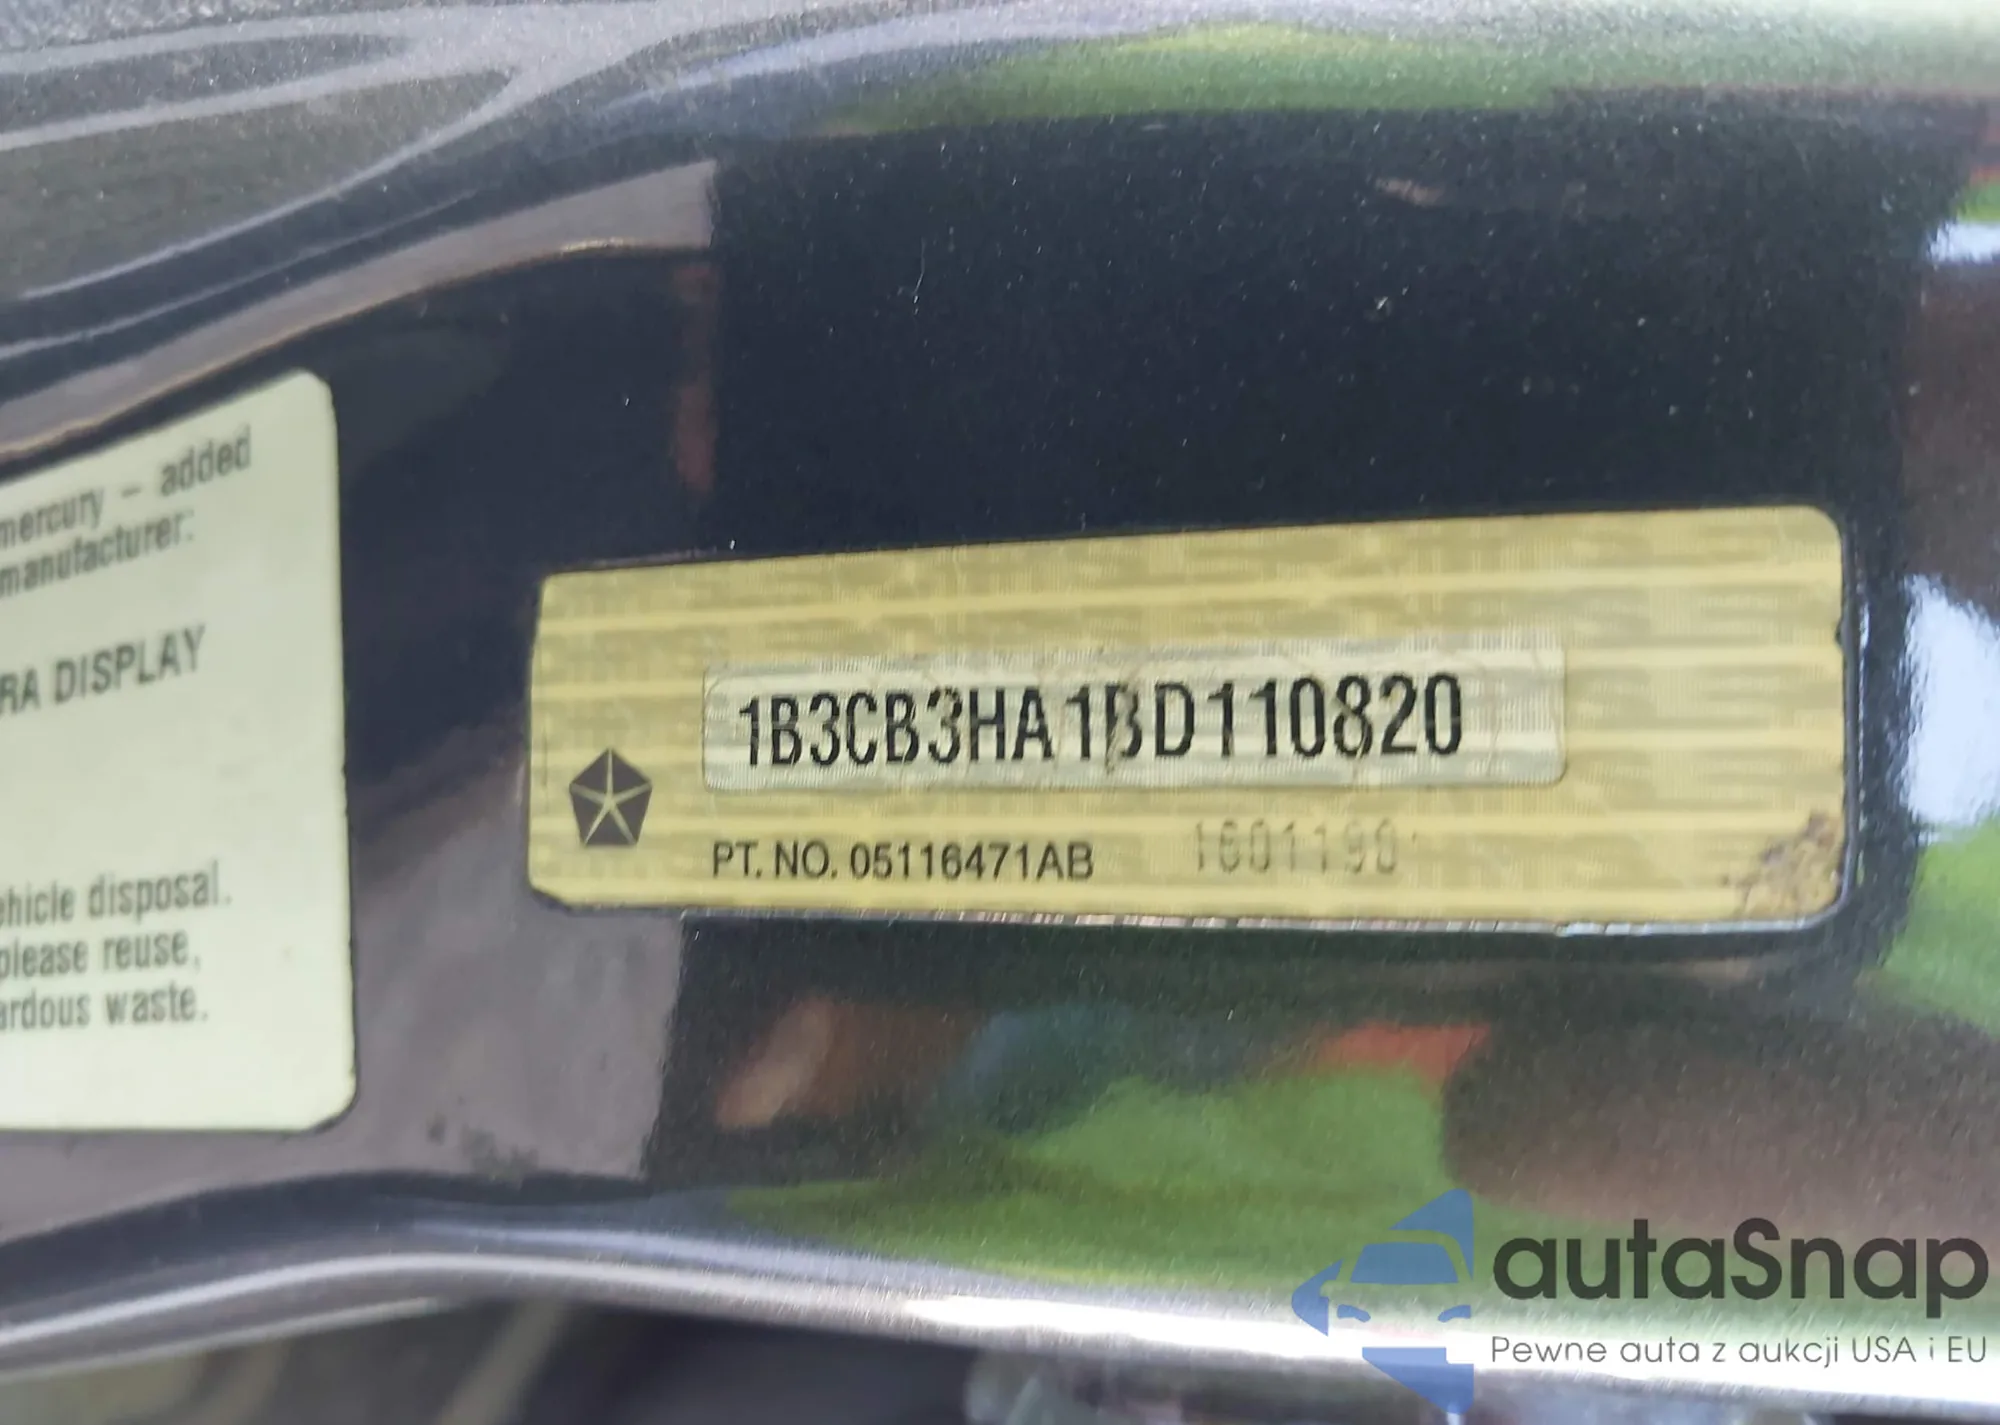 mercury – added
manufacturer:
RA DISPLAY
ehicle disposal.
please reuse,
ardous waste.
1B3CB3HA1BD110820
PT. NO. 05116471AB
1601190
autaSnap
Pewne auta z aukcji USA i EU